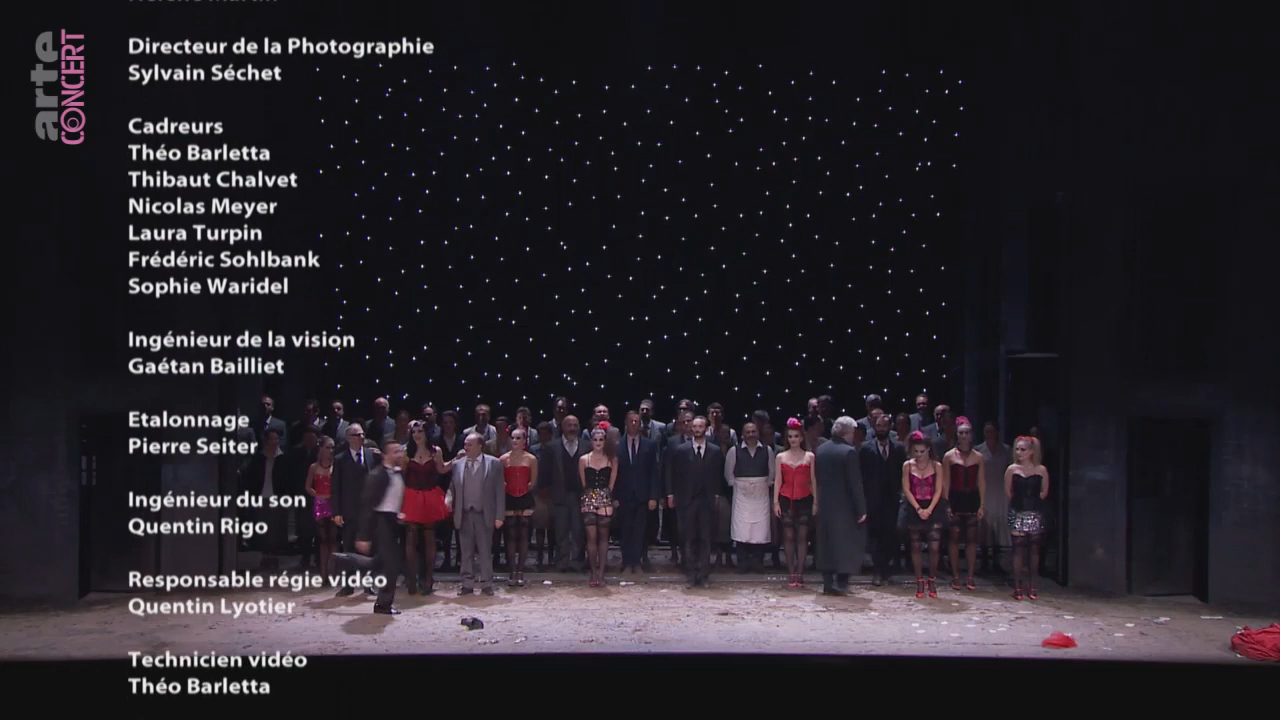 arte
CONCERT
Directeur de la Photographie
Sylvain Séchet
Cadreurs
Théo Barletta
Thibaut Chalvet
Nicolas Meyer
Laura Turpin
Frédéric Sohlbank
Sophie Waridel
Ingénieur de la vision
Gaétan Bailliet
Etalonnage
Pierre Seiter
Ingénieur du son
Quentin Rigo
Responsable régie vidéo
Quentin Lyotier
Technicien vidéo
Théo Barletta